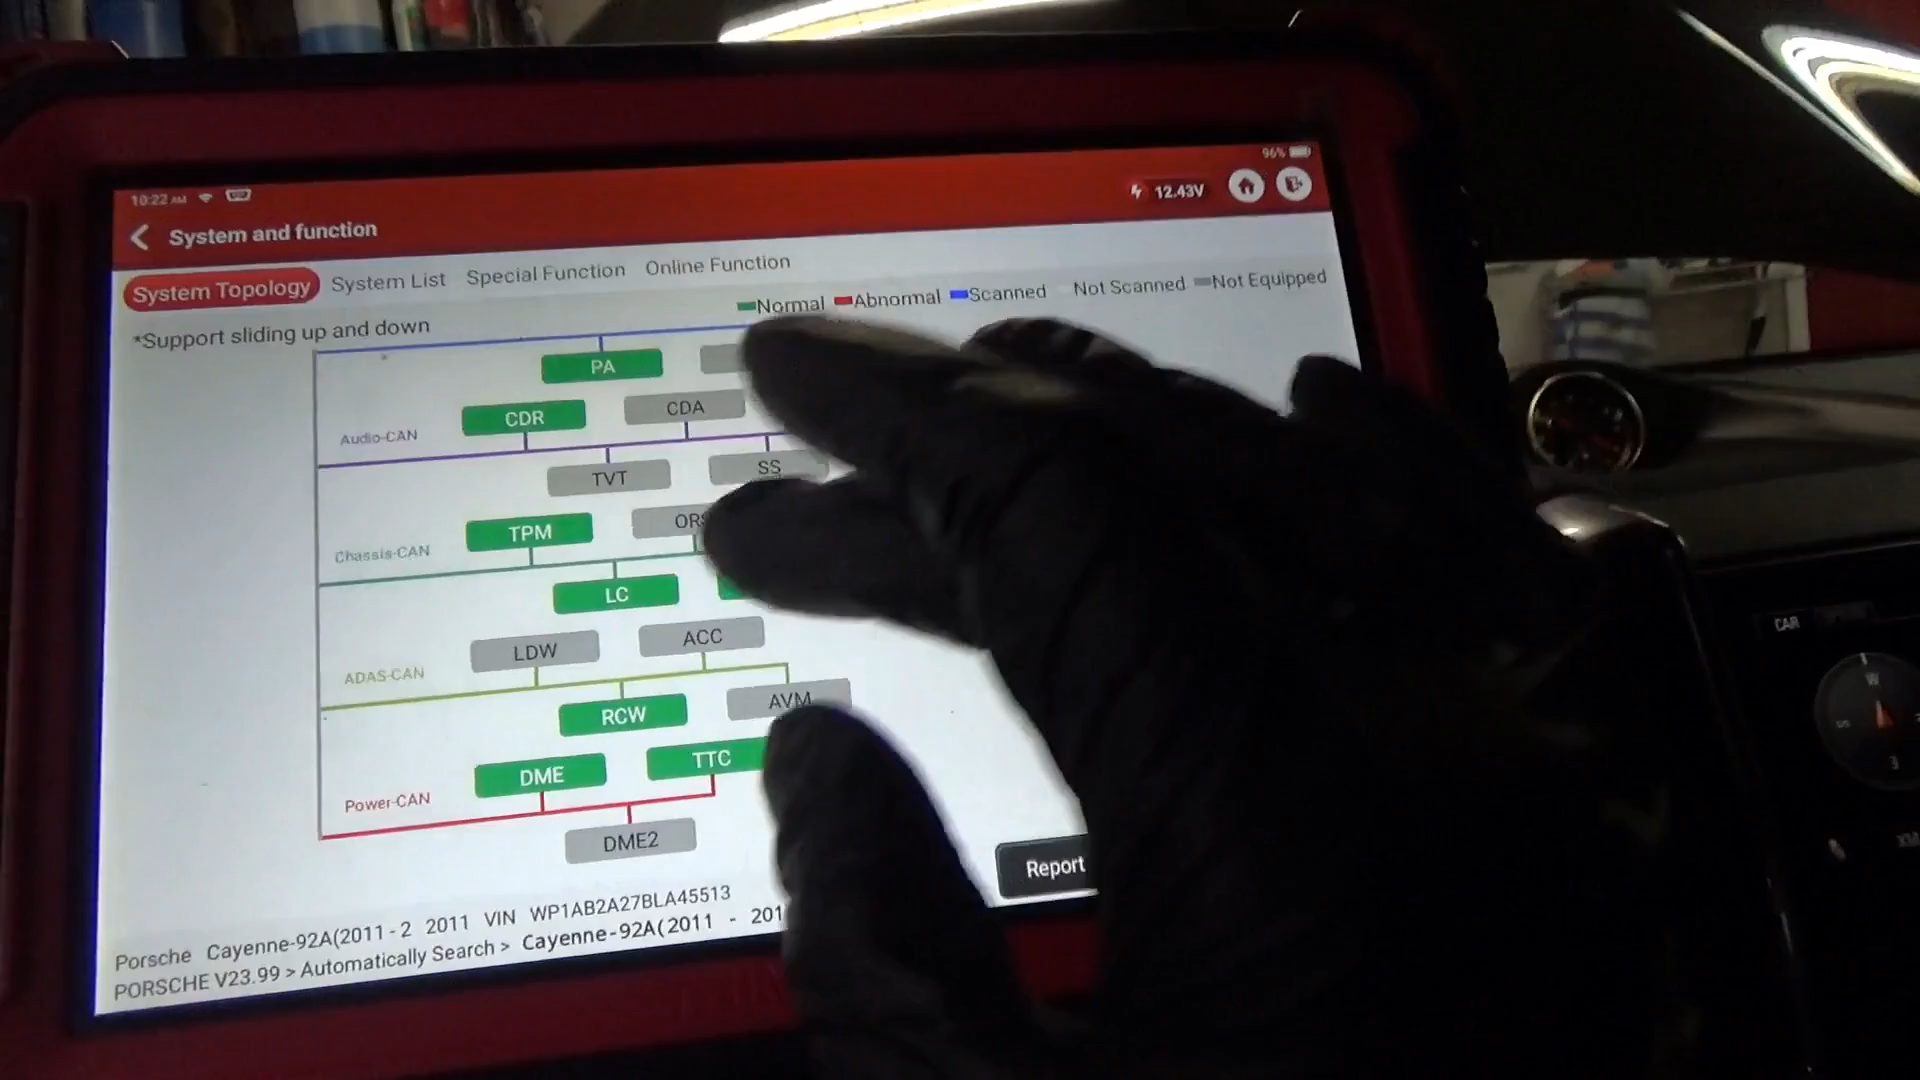 10:22 AM
96%
12.43V
System and function
System Topology System List Special Function Online Function
Normal Abnormal Scanned Not Scanned Not Equipped
*Support sliding up and down
PA
CDR CDA
Audio-CAN
TVT SS
TPM
Chassis-CAN
LC
LDW ACC
ADAS-CAN
RCW AVM
DME TTC
Power-CAN
DME2
Report
Porsche Cayenne-92A(2011-2 2011 VIN WP1AB2A27BLA45513
PORSCHE V23.99 > Automatically Search > Cayenne-92A(2011 - 201
CAR
W
3